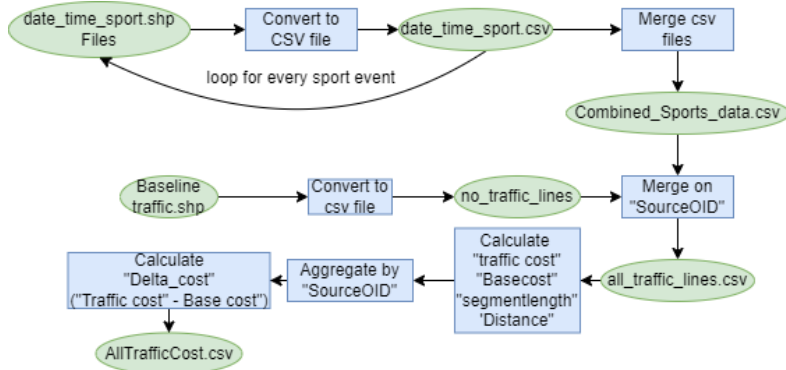 date_time_sport.shp
Files
Convert to
CSV file
date_time_sport.csv
Merge csv
files
loop for every sport event
Combined_Sports_data.csv
Baseline
traffic.shp
Convert to
csv file
no_traffic_lines
Merge on
"SourceOID"
Calculate
"Delta_cost"
("Traffic cost" - Base cost")
Aggregate by
"SourceOID"
Calculate
"traffic cost"
"Basecost"
"segmentlength"
'Distance"
all_traffic_lines.csv
AllTrafficCost.csv